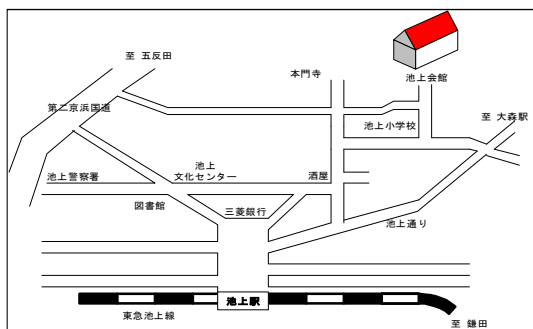 至 五反田
本門寺
池上会館
第二京浜国道
至 大森駅
池上小学校
池上
文化センター
池上警察署
酒屋
図書館
三菱銀行
池上通り
池上駅
東急池上線
至 鎌田